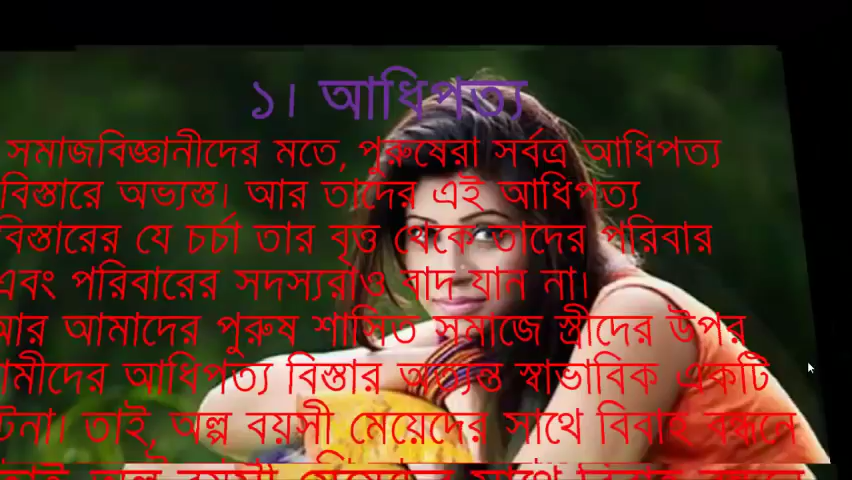 ১। আধিপত্য
সমাজবিজ্ঞানীদের মতে, পুরুষেরা সর্বত্র আধিপত্য
বিস্তারে অভ্যস্ত। আর তাদের এই আধিপত্য
বিস্তারের যে চর্চা তার বৃত্ত থেকে তাদের পরিবার
এবং পরিবারের সদস্যরাও বাদ যান না।
আর আমাদের পুরুষ শাসিত সমাজে স্ত্রীদের উপর
আধিপত্য বিস্তার অত্যন্ত স্বাভাবিক একটি
তাই, অল্প বয়সী মেয়েদের সাথে বিবাহ বন্ধনে